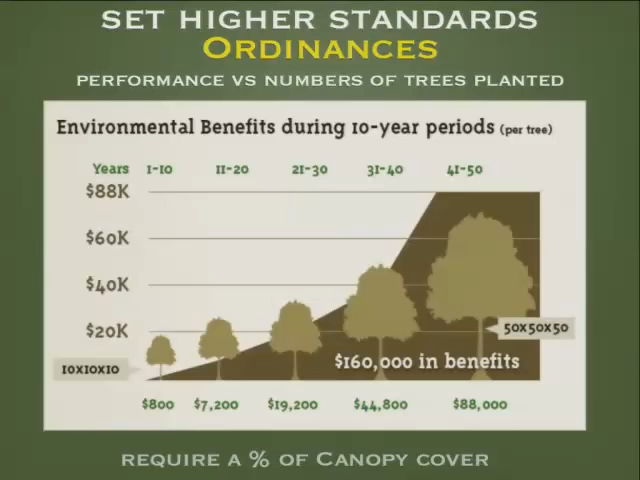 SET HIGHER STANDARDS
ORDINANCES
PERFORMANCE VS NUMBERS OF TREES PLANTED
Environmental Benefits during 10-year periods (per tree)
Years 1-10 11-20 21-30 31-40 41-50
$88K
$60K
$40K
$20K
50x50x50
$160,000 in benefits
10x10x10
$800 $7,200 $19,200 $44,800 $88,000
REQUIRE A % OF CANOPY COVER